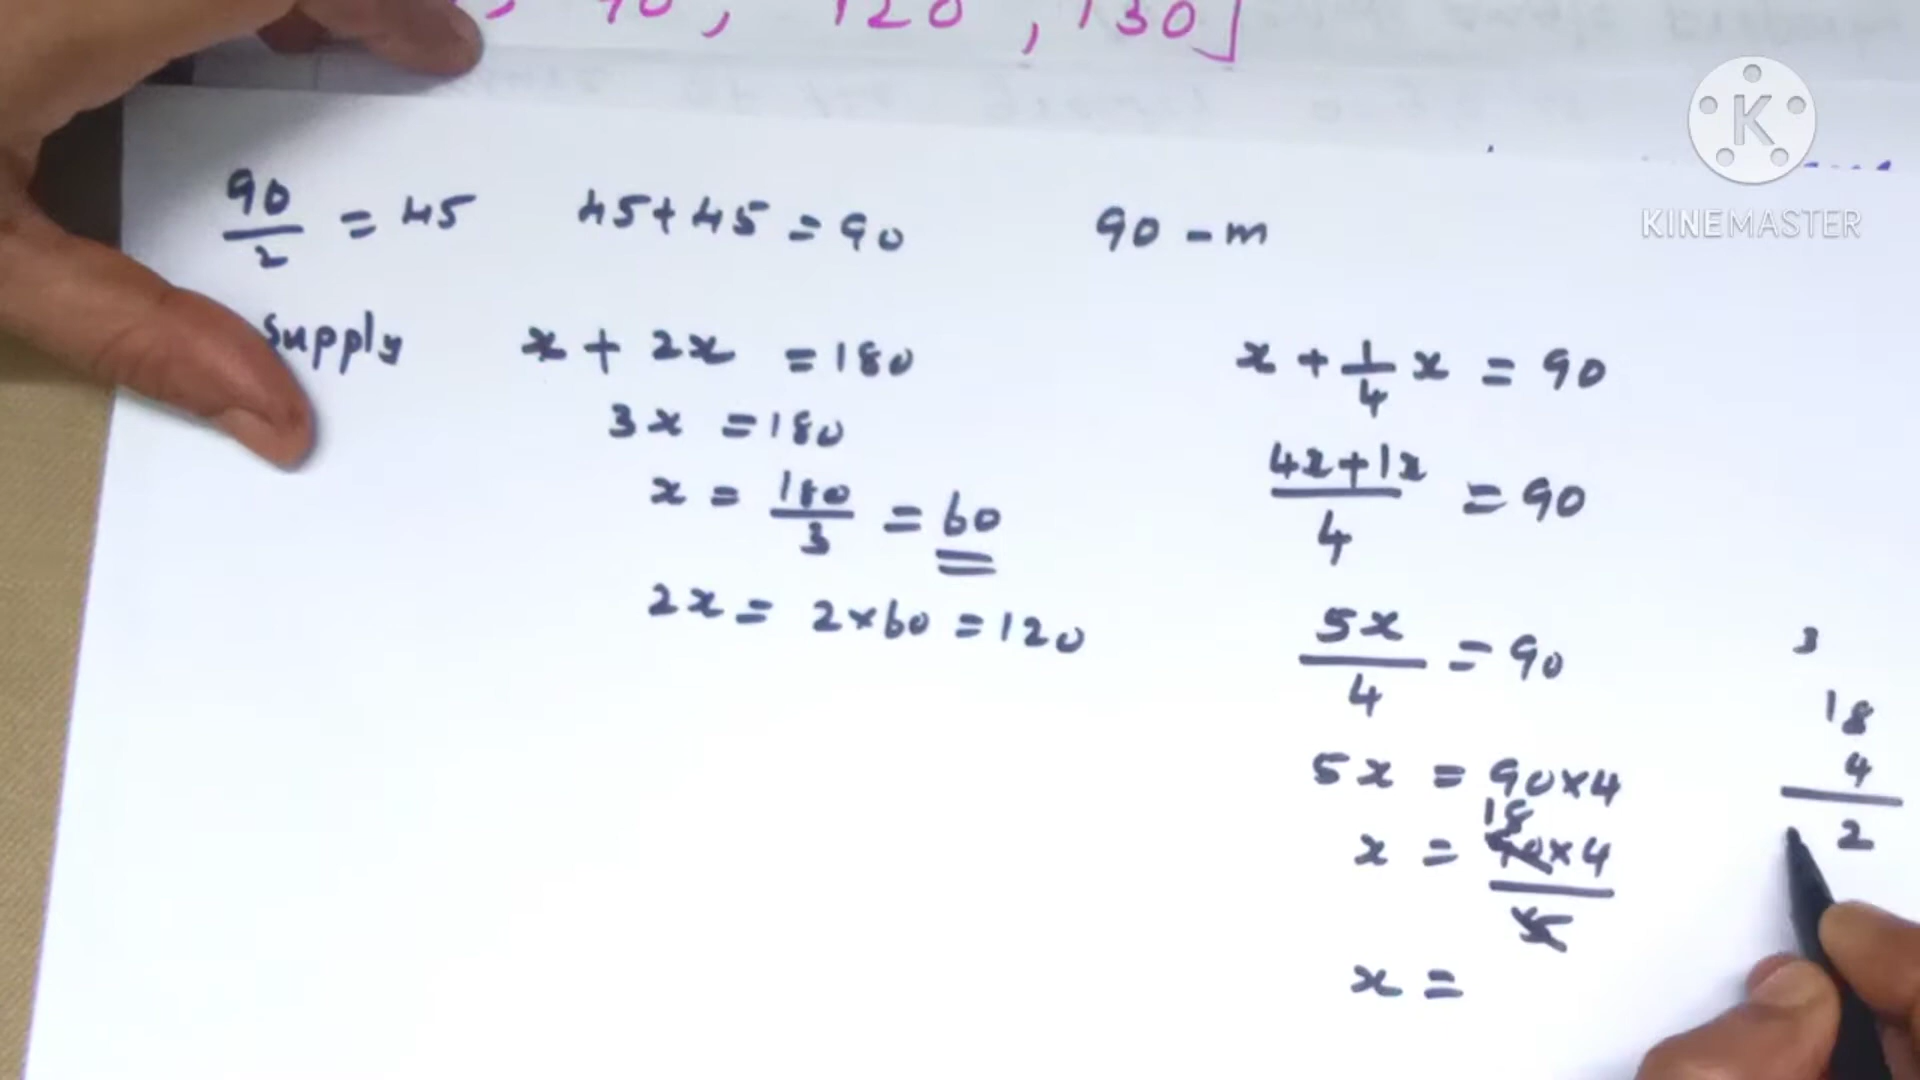 90, 120, 130]
K
KINEMASTER
90/2 = 45 45+45 = 90 90 - m
supply x + 2x = 180
3x = 180
x = 180/3 = 60
2x = 2×60 = 120
x + 1/4 x = 90
4x+1x/4 = 90
5x/4 = 90
5x = 90×4
18
x = 90×4/5
x =
3
18
4
2